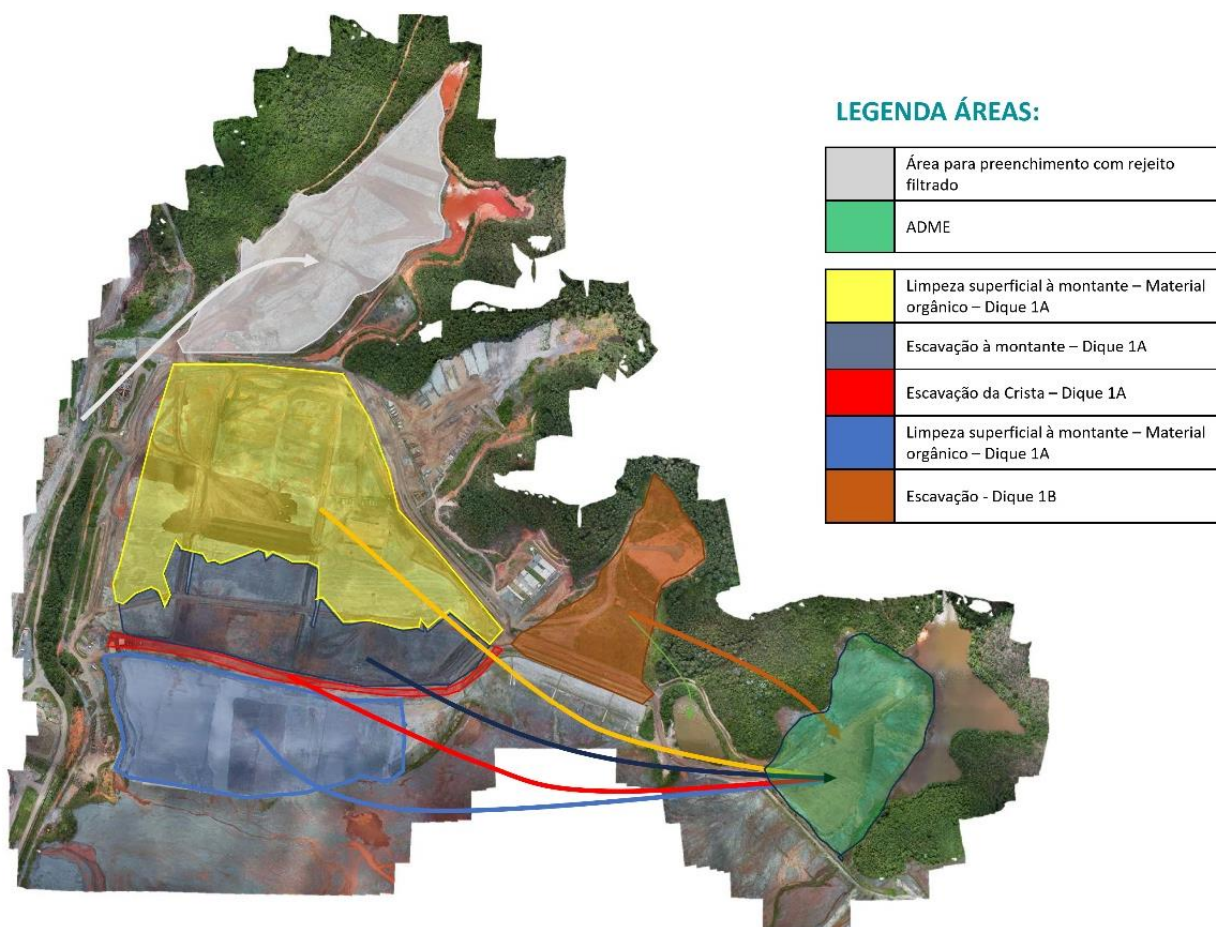 LEGENDA ÁREAS:
Área para preenchimento com rejeito
filtrado
ADME
Limpeza superficial à montante – Material
orgânico – Dique 1A
Escavação à montante – Dique 1A
Escavação da Crista – Dique 1A
Limpeza superficial à montante – Material
orgânico – Dique 1A
Escavação - Dique 1B